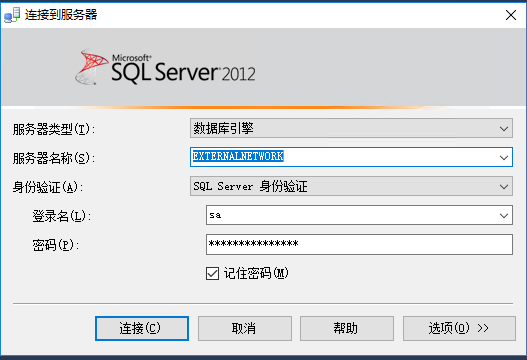 连接到服务器
Microsoft®
SQL Server 2012
服务器类型(T):
数据库引擎
服务器名称(S):
EXTERNALNETWORK
身份验证(A):
SQL Server 身份验证
登录名(L):
sa
密码(P):
***************
记住密码(M)
连接(C) 取消 帮助 选项(O) >>